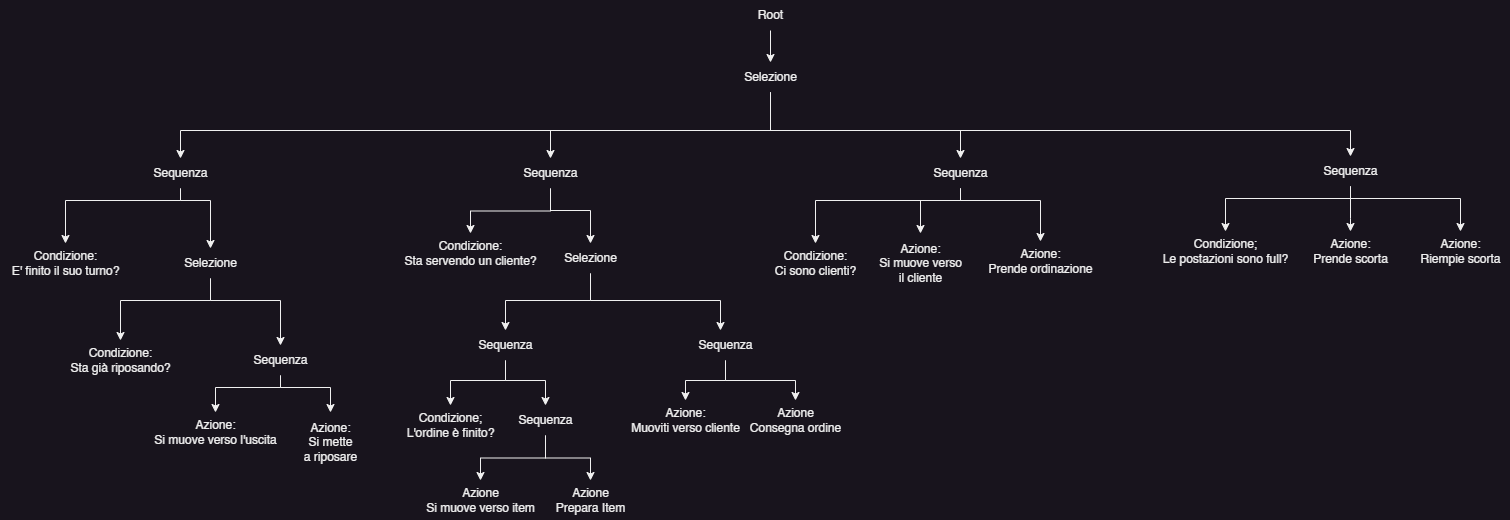 Root
Selezione
Sequenza
Sequenza
Sequenza
Sequenza
Condizione:
E' finito il suo turno?
Selezione
Condizione:
Sta servendo un cliente?
Selezione
Condizione:
Ci sono clienti?
Azione:
Si muove verso
il cliente
Azione:
Prende ordinazione
Condizione;
Le postazioni sono full?
Azione:
Prende scorta
Azione:
Riempie scorta
Condizione:
Sta già riposando?
Sequenza
Sequenza
Sequenza
Azione:
Si muove verso l'uscita
Azione:
Si mette
a riposare
Condizione;
L'ordine è finito?
Sequenza
Azione:
Muoviti verso cliente
Azione
Consegna ordine
Azione
Si muove verso item
Azione
Prepara Item